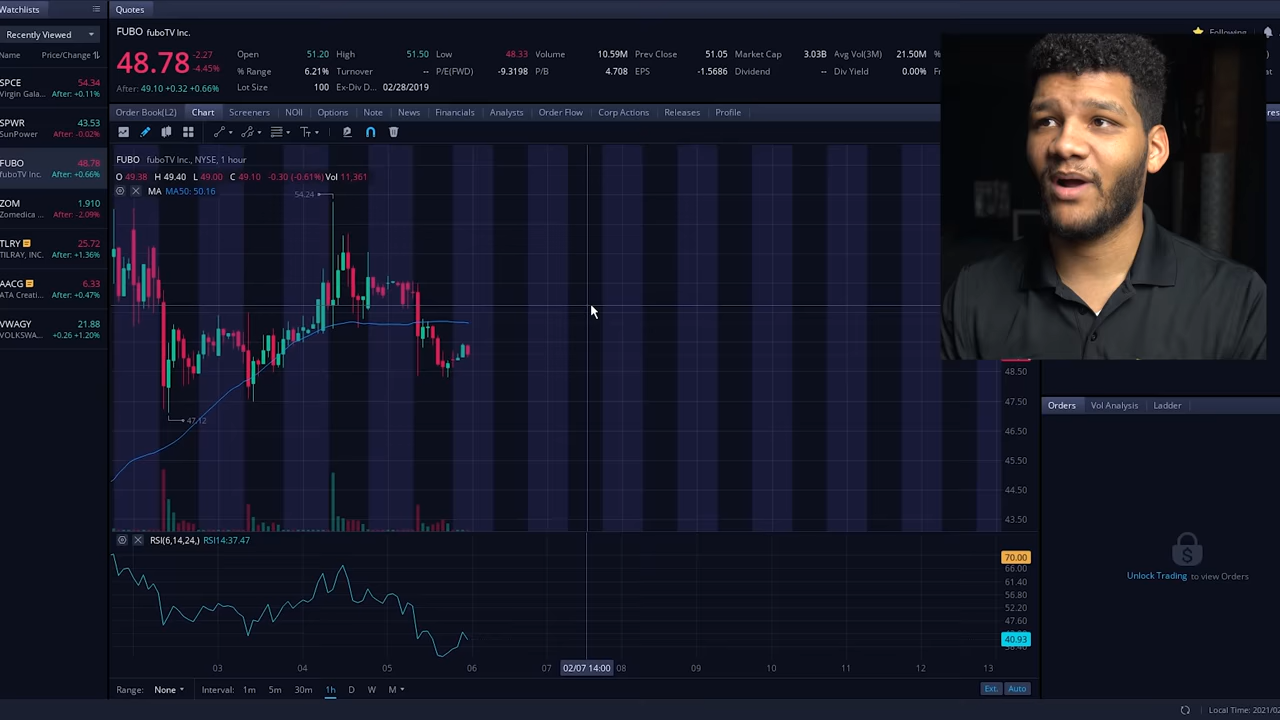 Watchlists
Quotes
Recently Viewed
Name Price/Change
SPCE 54.34
Virgin Gala... After: +0.11%
SPWR 43.53
SunPower After: -0.02%
FUBO 48.78
fuboTV Inc. After: +0.66%
ZOM 1.910
Zomedica ... After: -2.09%
TLRY 25.72
TILRAY, INC. After: +1.36%
AACG 6.33
ATA Creati... After: +0.47%
VWAGY 21.88
VOLKSWA... +0.26 +1.20%
FUBO fuboTV Inc.
Following
48.78 -2.27 -4.45%
After: 49.10 +0.32 +0.66%
Open 51.20 High 51.50 Low 48.33 Volume 10.59M Prev Close 51.05 Market Cap 3.03B Avg Vol(3M) 21.50M %
% Range 6.21% Turnover -- P/E(FWD) -9.3198 P/B 4.708 EPS -1.5686 Dividend -- Div Yield 0.00%
Lot Size 100 Ex-Div D... 02/28/2019
Order Book(L2) Chart Screeners NOII Options Note News Financials Analysts Order Flow Corp Actions Releases Profile
FUBO fuboTV Inc., NYSE, 1 hour
O 49.38 H 49.40 L 49.00 C 49.10 -0.30 (-0.61%) Vol 11,361
MA MA50: 50.16
54.24
47.12
48.50
47.50
46.50
45.50
44.50
43.50
RSI(6,14,24,) RSI14:37.47
70.00
66.00
61.40
56.80
52.20
47.60
40.93
03 04 05 06 07 02/07 14:00 08 09 10 11 12 13
Range: None Interval: 1m 5m 30m 1h D W M
Ext. Auto
Orders Vol Analysis Ladder
Unlock Trading to view Orders
Local Time: 2021/02